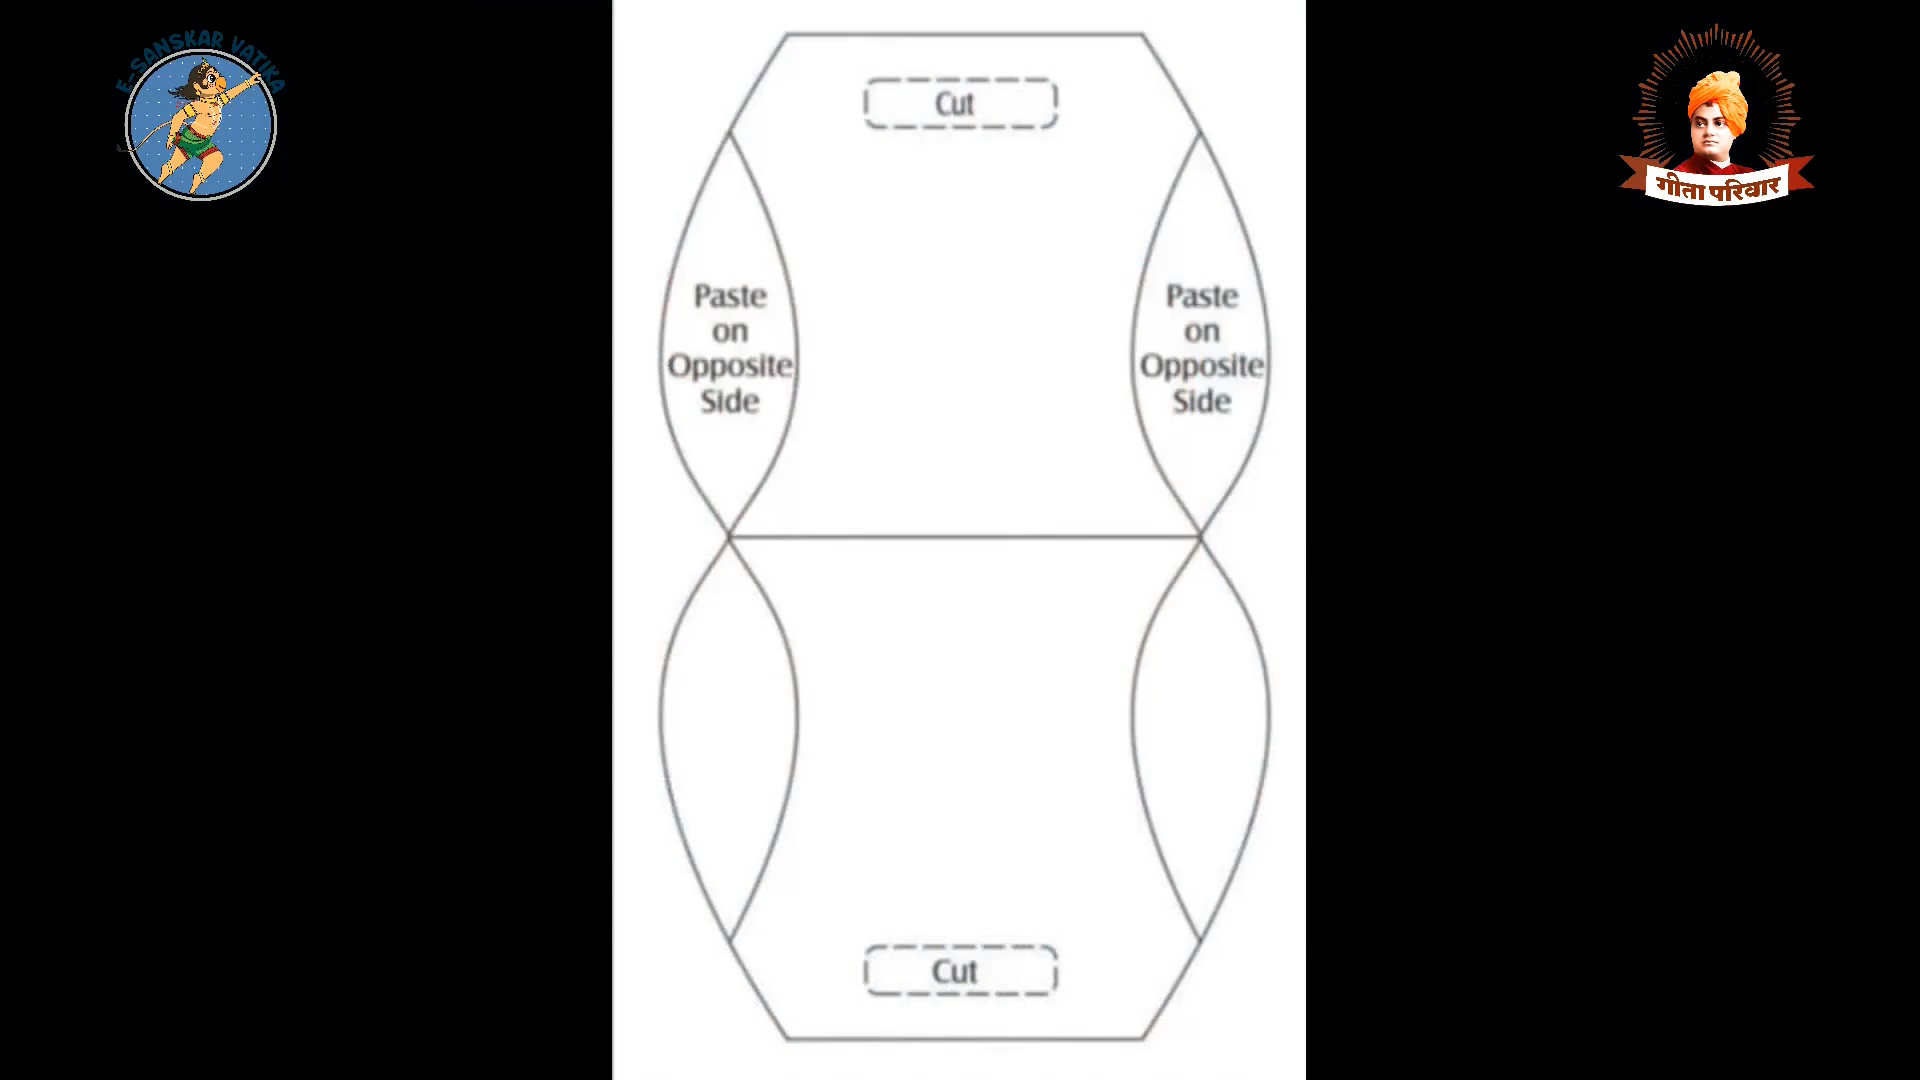 E-SANSKAR VATIKA
Cut
गीता परिवार
Paste
on
Opposite
Side
Paste
on
Opposite
Side
Cut